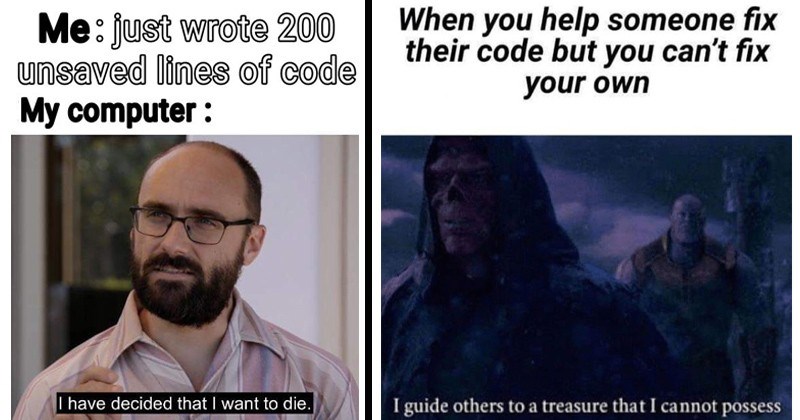 Me: just wrote 200
unsaved lines of code
My computer :
I have decided that I want to die.
When you help someone fix
their code but you can't fix
your own
I guide others to a treasure that I cannot possess